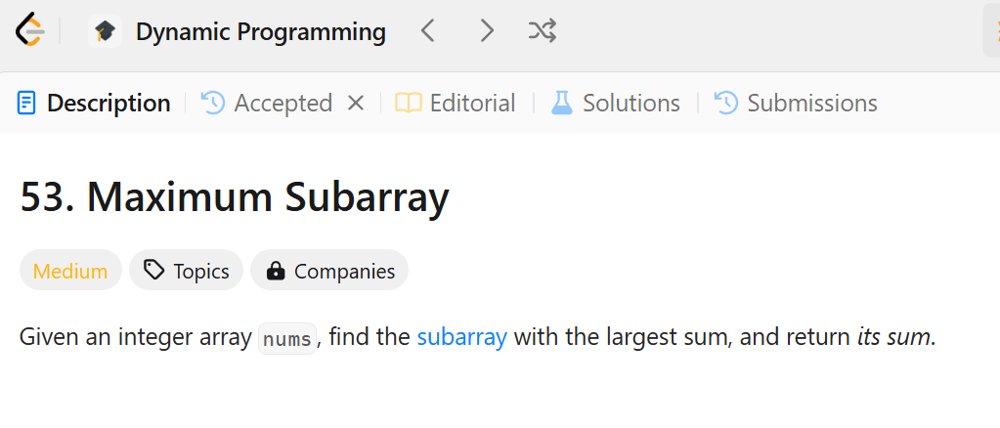 Dynamic Programming
Description Accepted Editorial Solutions Submissions
53. Maximum Subarray
Medium Topics Companies
Given an integer array nums, find the subarray with the largest sum, and return its sum.